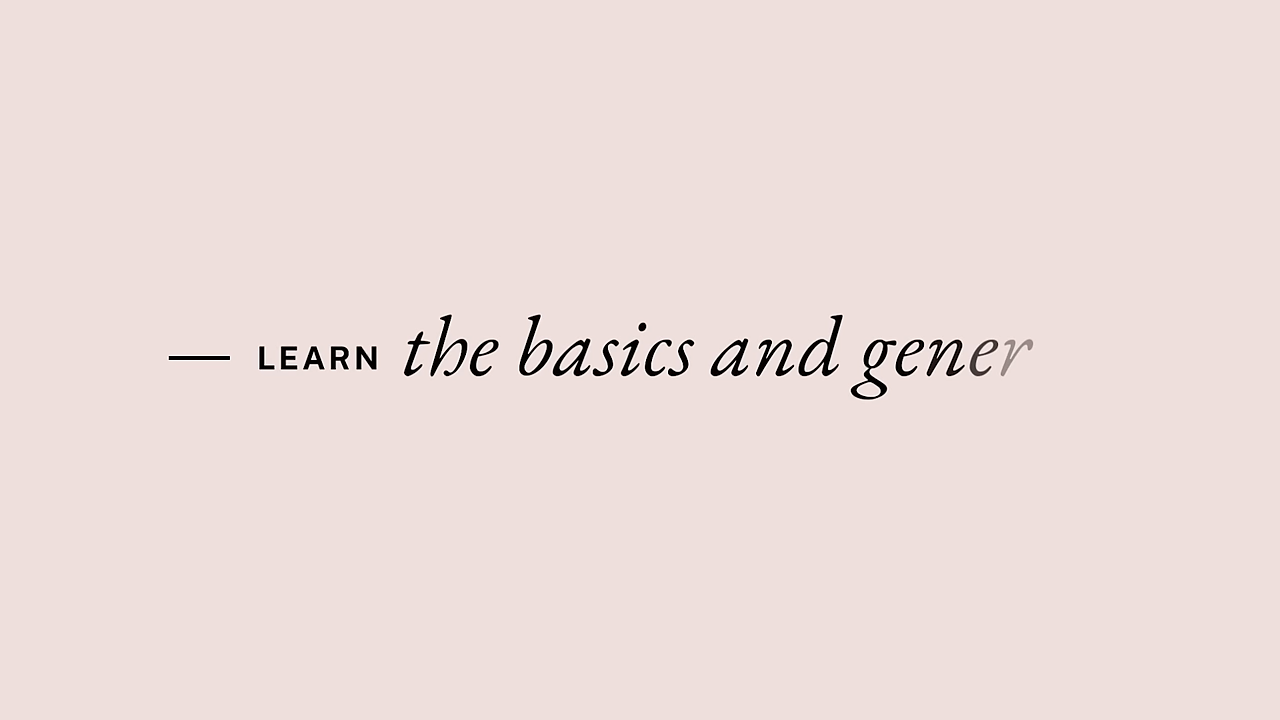 — LEARN the basics and gener